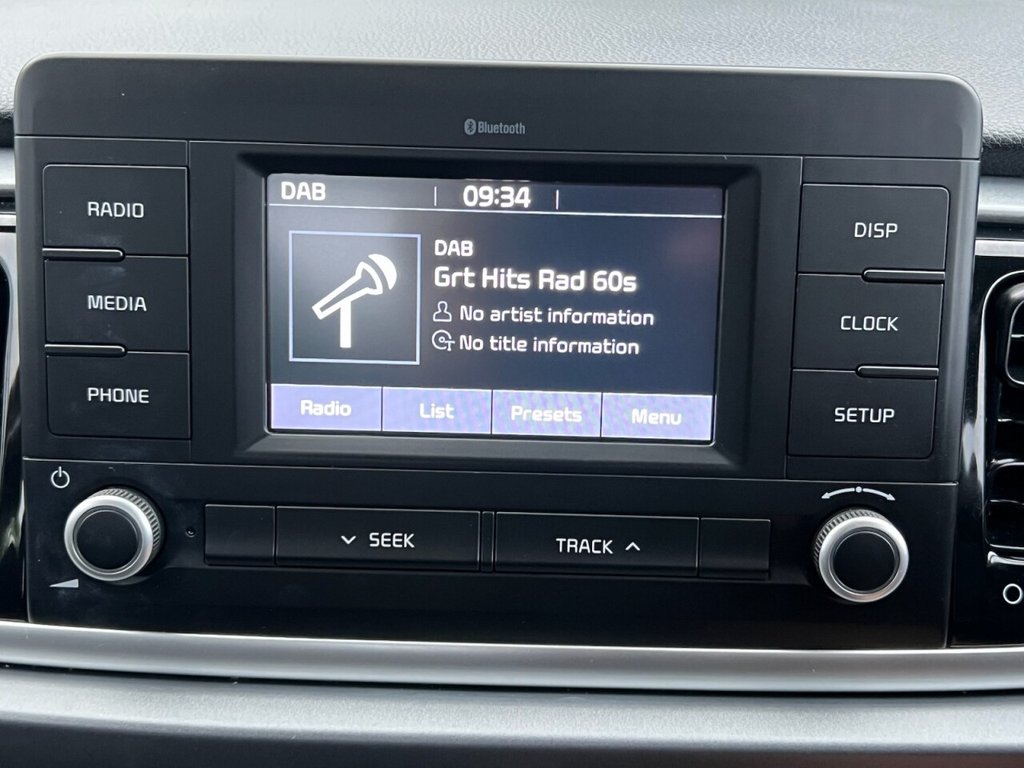 Bluetooth
RADIO
MEDIA
PHONE
DAB 09:34
DAB
Grt Hits Rad 60s
No artist information
No title information
Radio List Presets Menu
DISP
CLOCK
SETUP
SEEK
TRACK